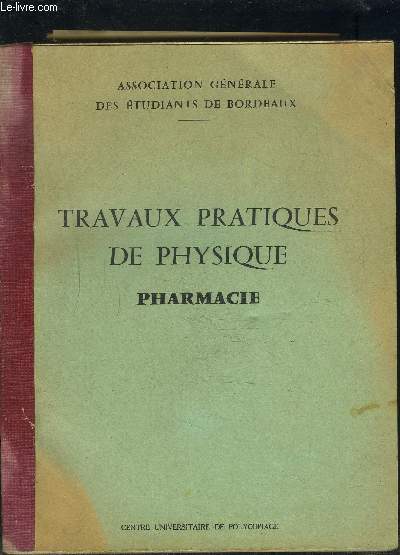 © Le-livre.com
ASSOCIATION GÉNÉRALE
DES ÉTUDIANTS DE BORDEAUX
TRAVAUX PRATIQUES
DE PHYSIQUE
PHARMACIE
CENTRE UNIVERSITAIRE DE POLYCOPIAGE